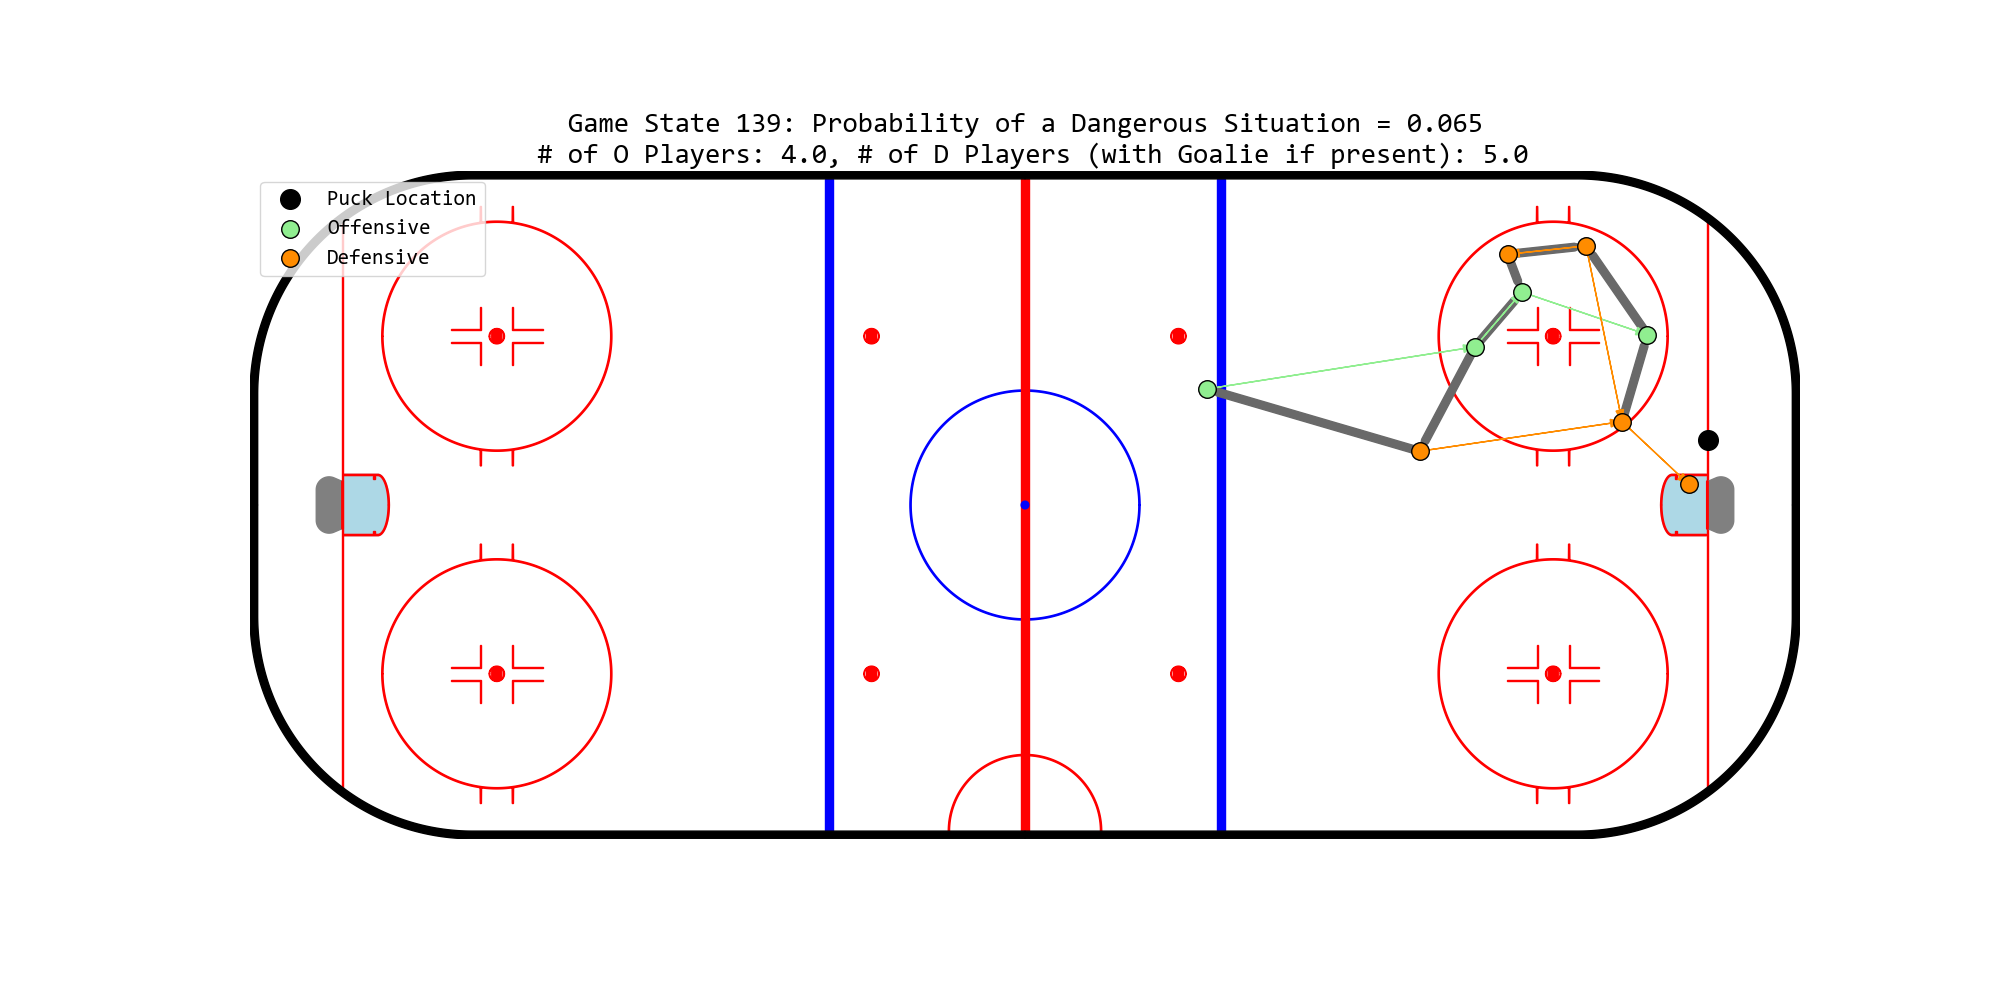 Game State 139: Probability of a Dangerous Situation = 0.065
# of O Players: 4.0, # of D Players (with Goalie if present): 5.0
Puck Location
Offensive
Defensive